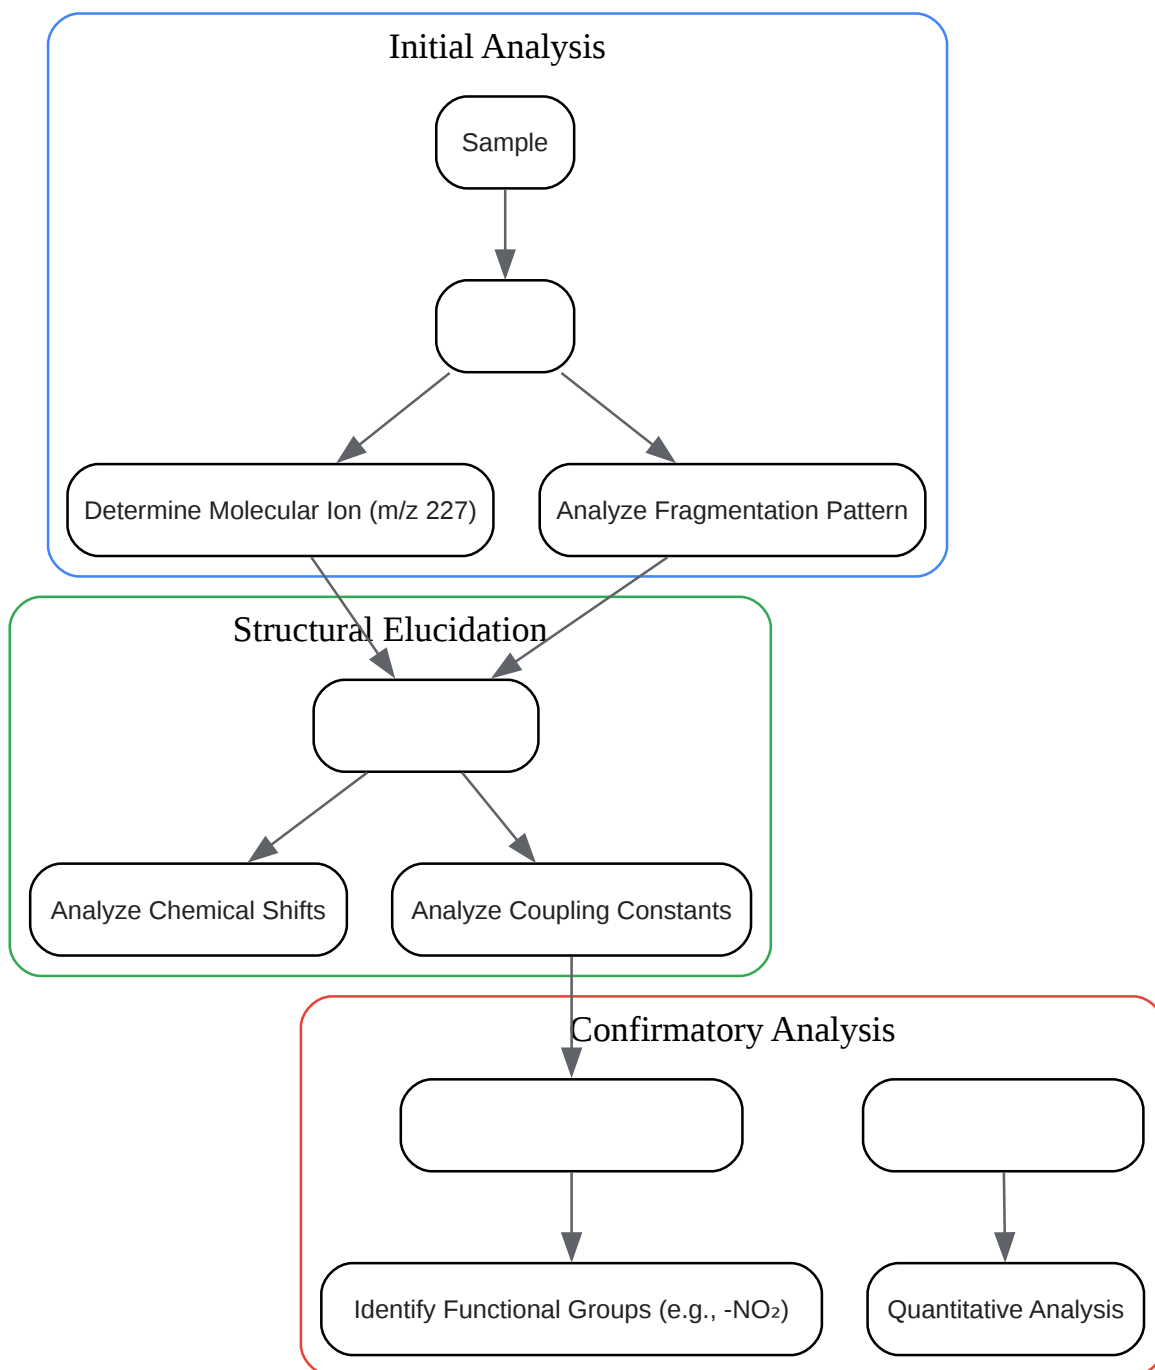 Initial Analysis
Sample
Determine Molecular Ion (m/z 227)
Analyze Fragmentation Pattern
Structural Elucidation
Analyze Chemical Shifts
Analyze Coupling Constants
Confirmatory Analysis
Identify Functional Groups (e.g., -NO₂)
Quantitative Analysis